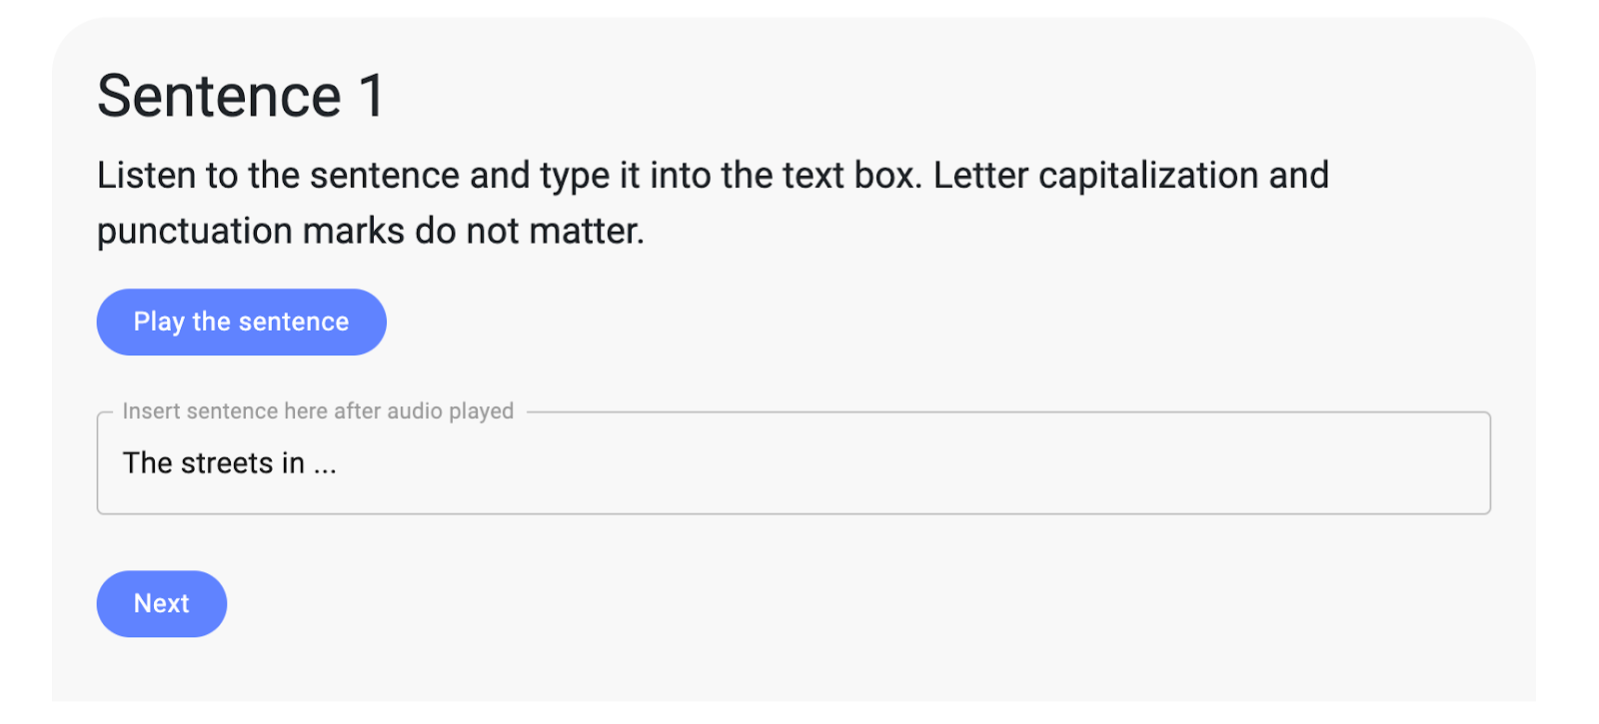 Sentence 1
Listen to the sentence and type it into the text box. Letter capitalization and
punctuation marks do not matter.
Play the sentence
Insert sentence here after audio played
The streets in ...
Next